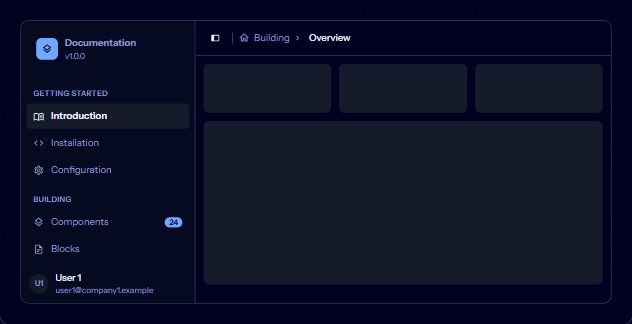 Documentation
v1.0.0
GETTING STARTED
Introduction
Installation
Configuration
BUILDING
Components 24
Blocks
U1 User 1
user1@company1.example
Building > Overview